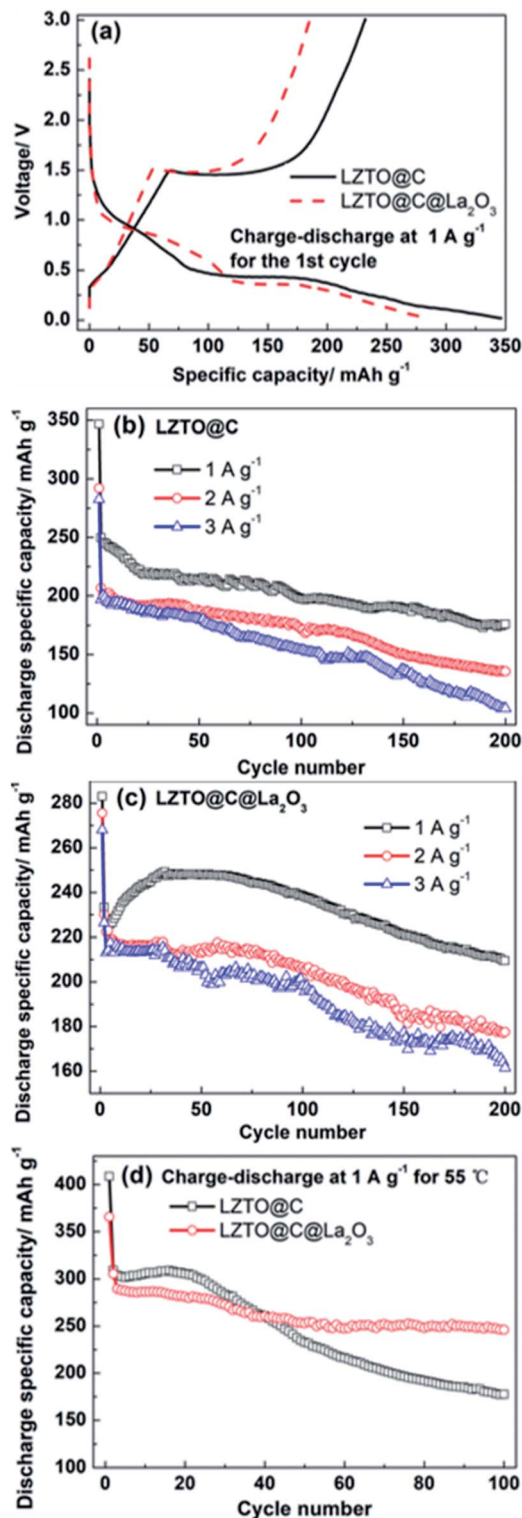 (a)
3.0
2.5
2.0
1.5
1.0
0.5
0.0
Voltage/ V
LZTO@C
LZTO@C@La₂O₃
Charge-discharge at 1 A g⁻¹
for the 1st cycle
0 50 100 150 200 250 300 350
Specific capacity/ mAh g⁻¹
(b) LZTO@C
350
300
250
200
150
100
Discharge specific capacity/ mAh g⁻¹
1 A g⁻¹
2 A g⁻¹
3 A g⁻¹
0 50 100 150 200
Cycle number
(c) LZTO@C@La₂O₃
280
260
240
220
200
180
160
Discharge specific capacity/ mAh g⁻¹
1 A g⁻¹
2 A g⁻¹
3 A g⁻¹
0 50 100 150 200
Cycle number
(d) Charge-discharge at 1 A g⁻¹ for 55 ℃
400
350
300
250
200
150
100
Discharge specific capacity/ mAh g⁻¹
LZTO@C
LZTO@C@La₂O₃
0 20 40 60 80 100
Cycle number